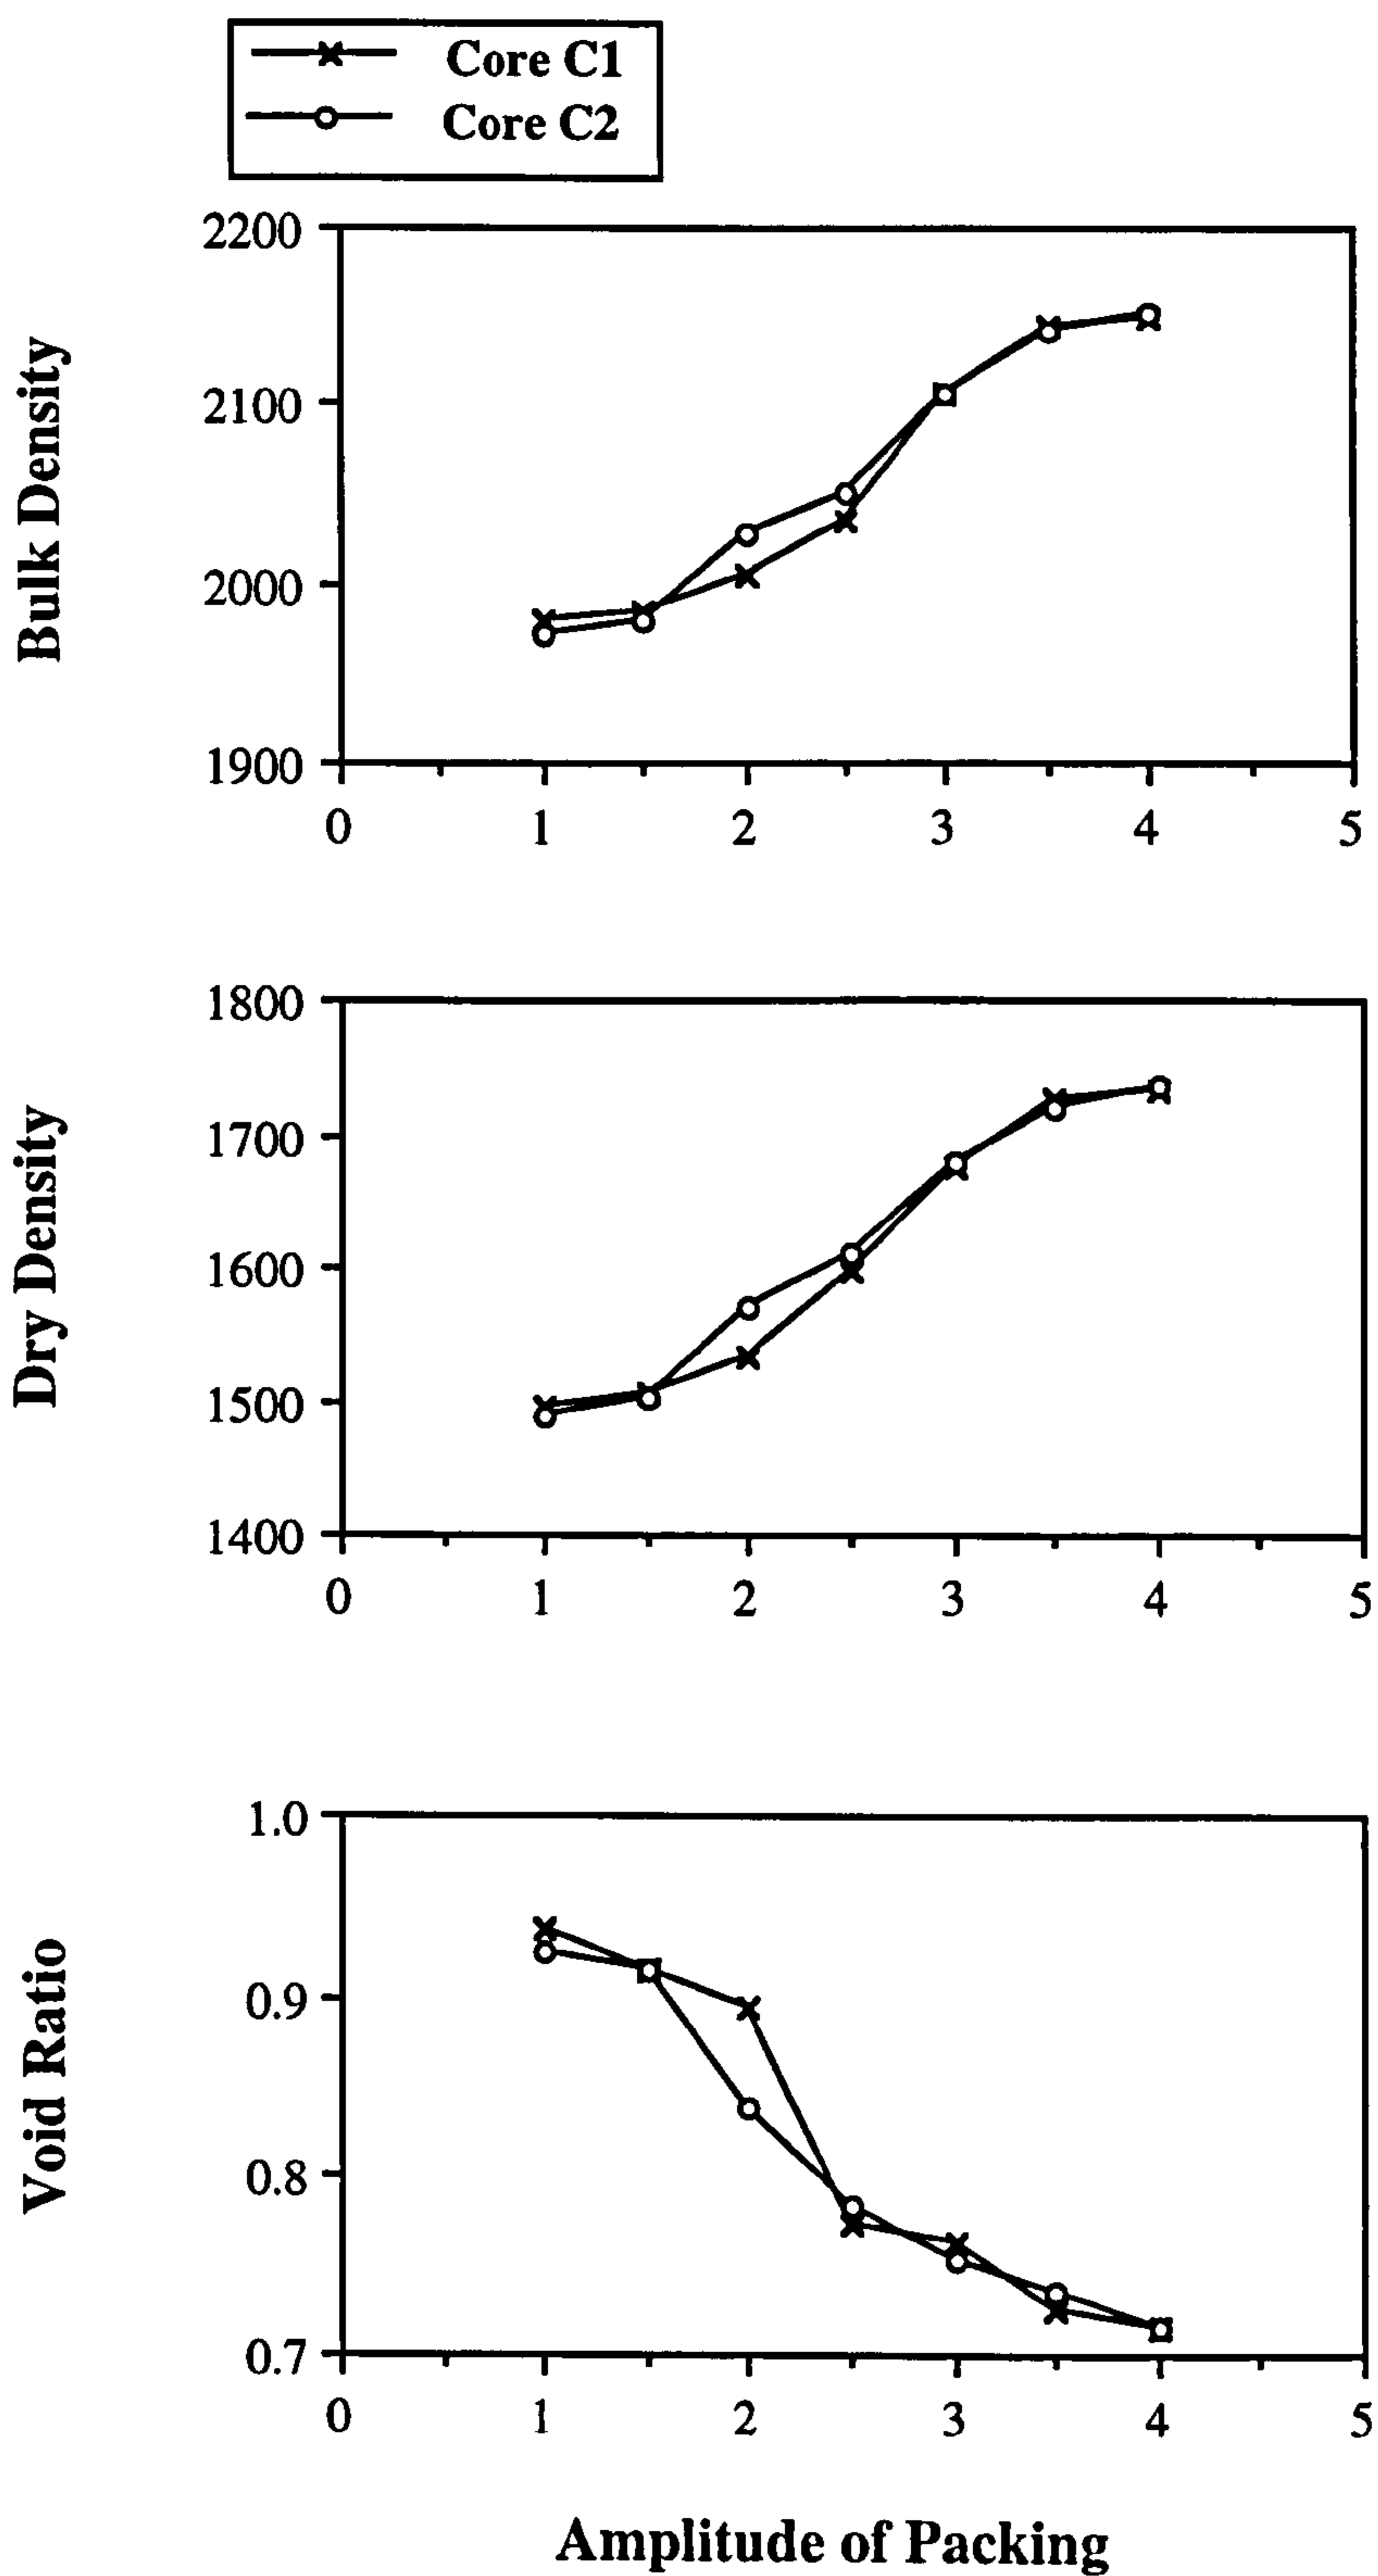 Core C1
Core C2
Bulk Density
2200
2100
2000
1900
0 1 2 3 4 5
Dry Density
1800
1700
1600
1500
1400
0 1 2 3 4 5
Void Ratio
1.0
0.9
0.8
0.7
0 1 2 3 4 5
Amplitude of Packing